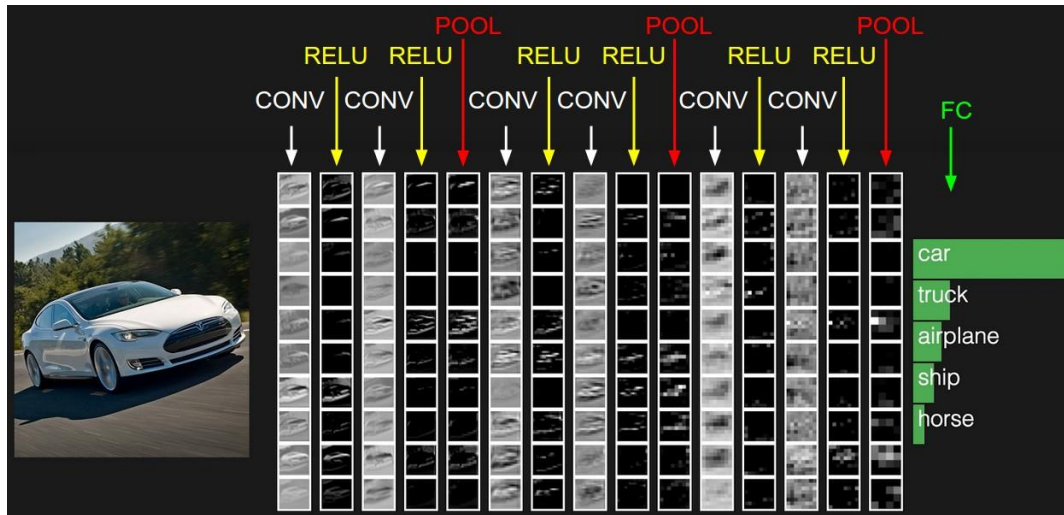 POOL POOL POOL
RELU RELU RELU RELU RELU RELU
CONV CONV CONV CONV CONV CONV
FC
car
truck
airplane
ship
horse